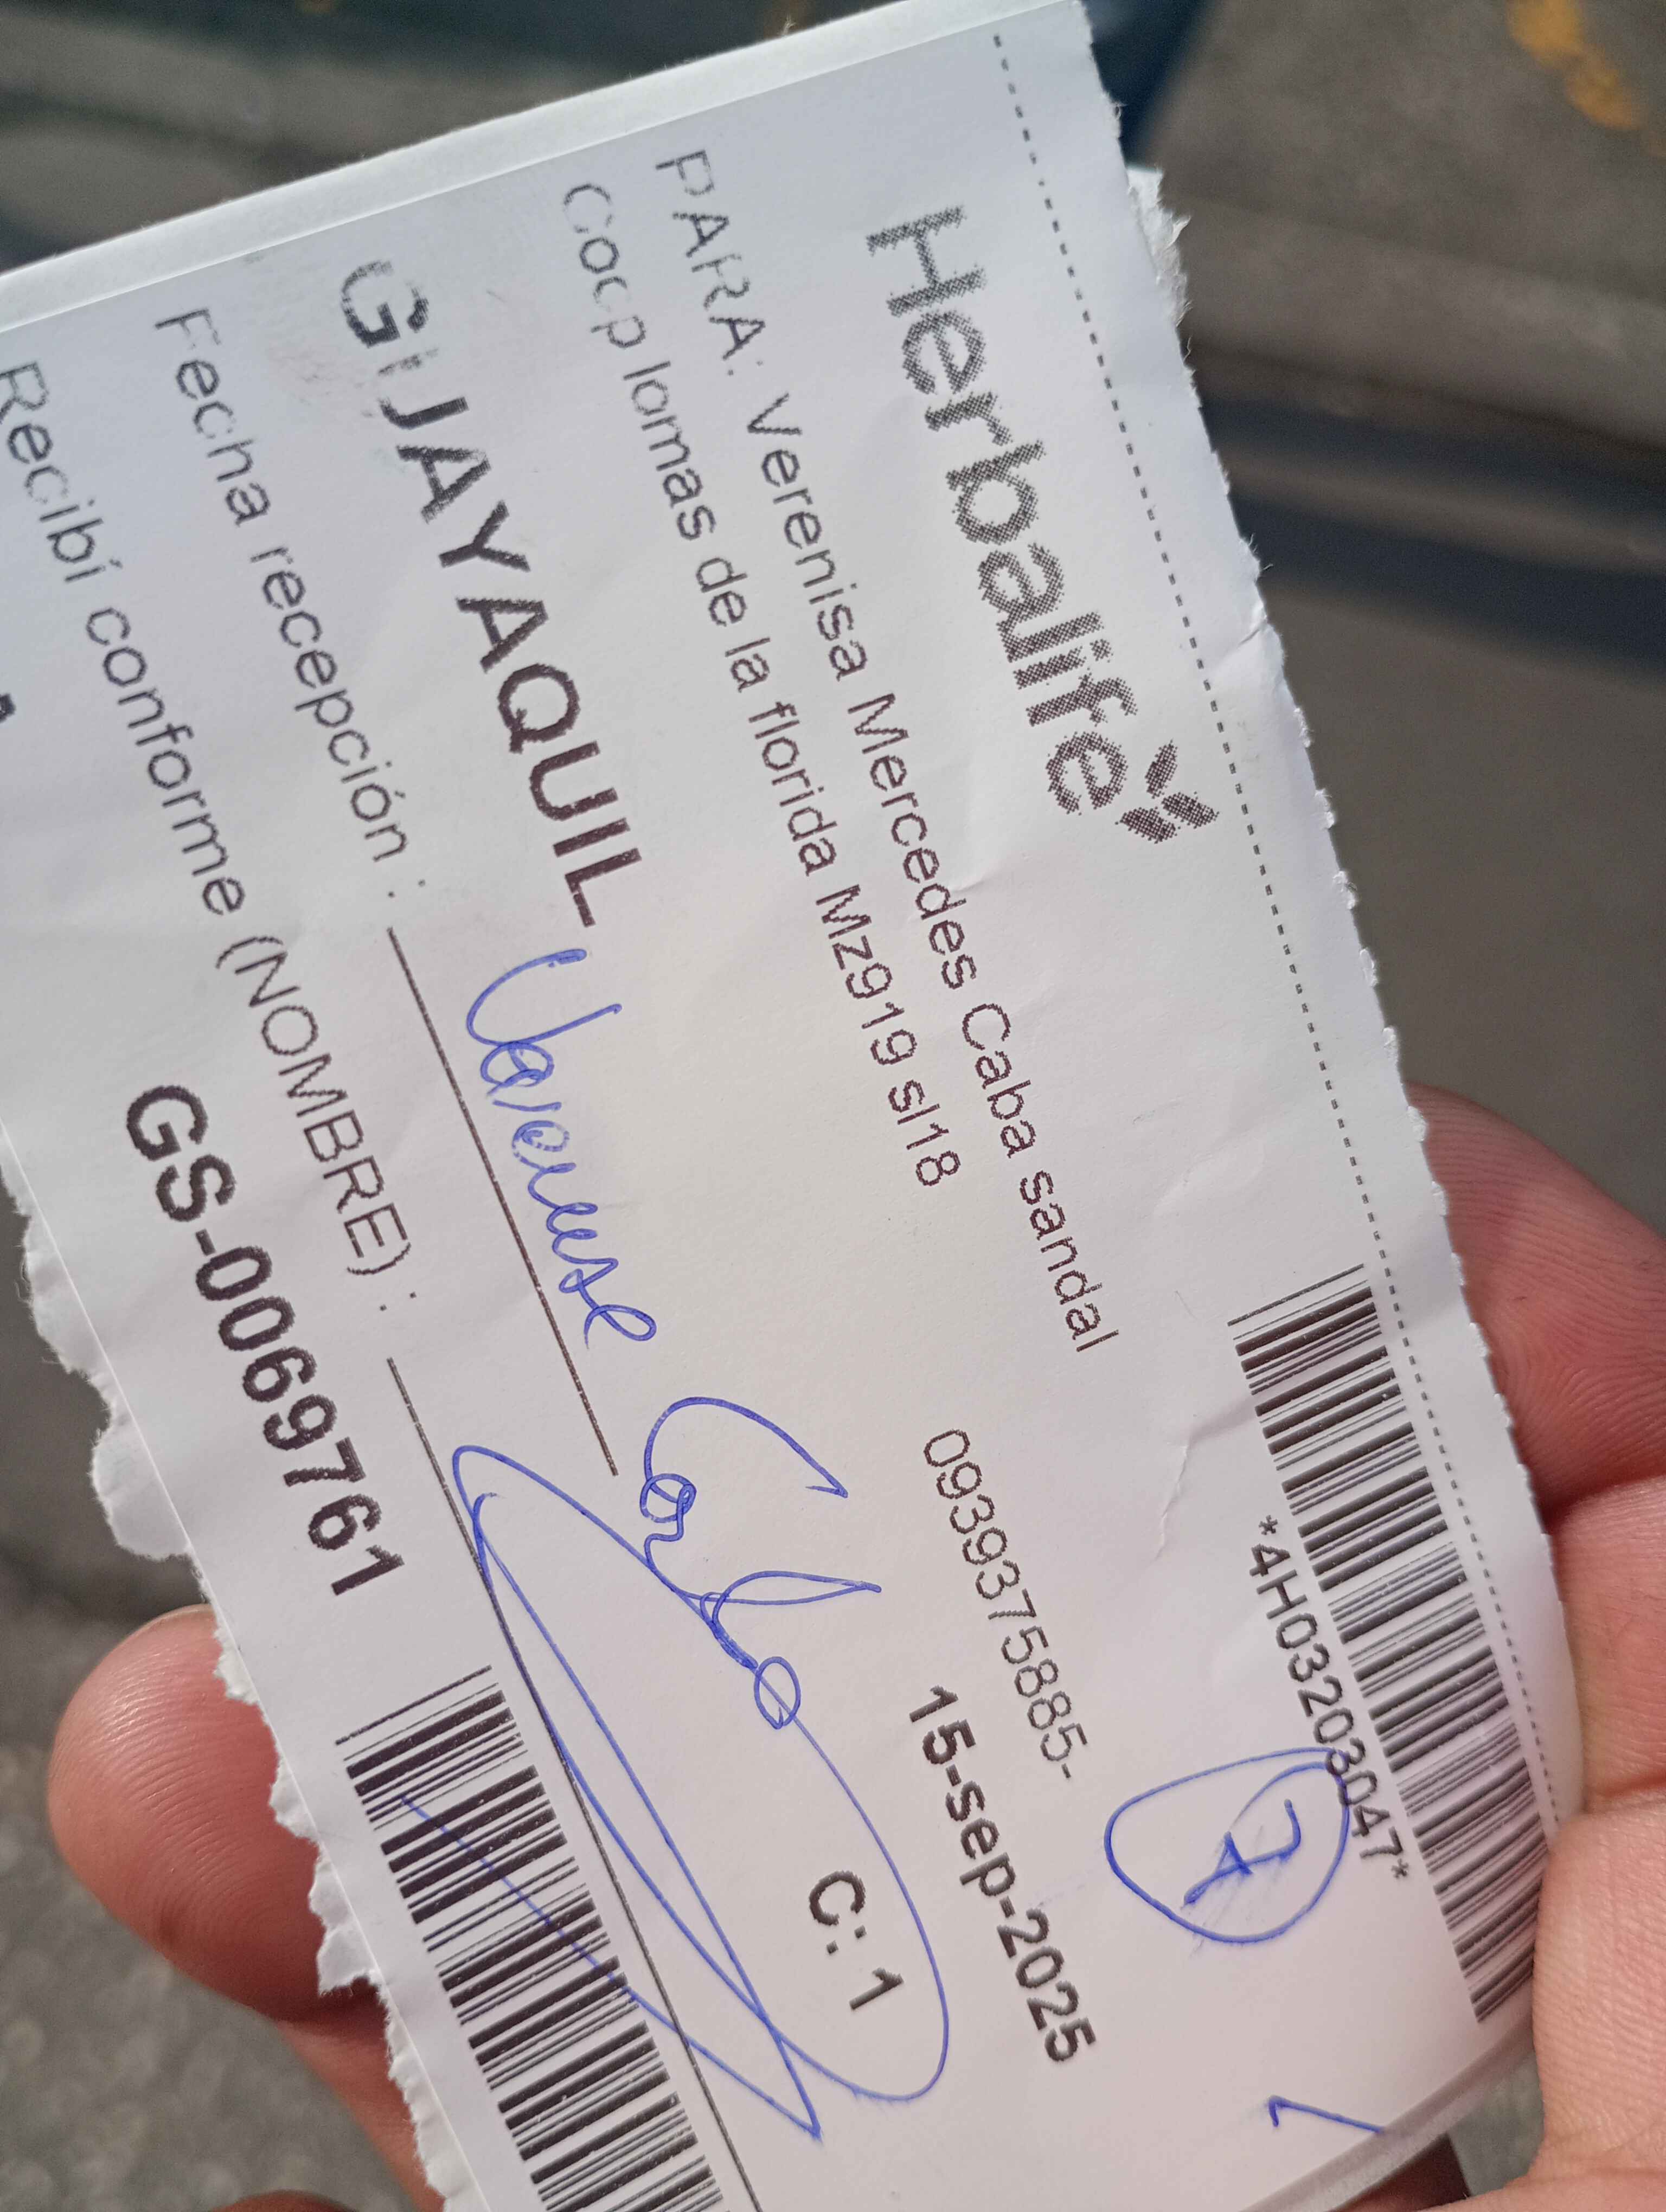 Herbalife
*4H03203047*
PARA: Verenisa Mercedes Caba sandal
0939375885-
Coop lomas de la florida Mz919 sl18
15-sep-2025
GUAYAQUIL
C: 1
Fecha recepción :
Recibí conforme (NOMBRE) :
GS-0069761